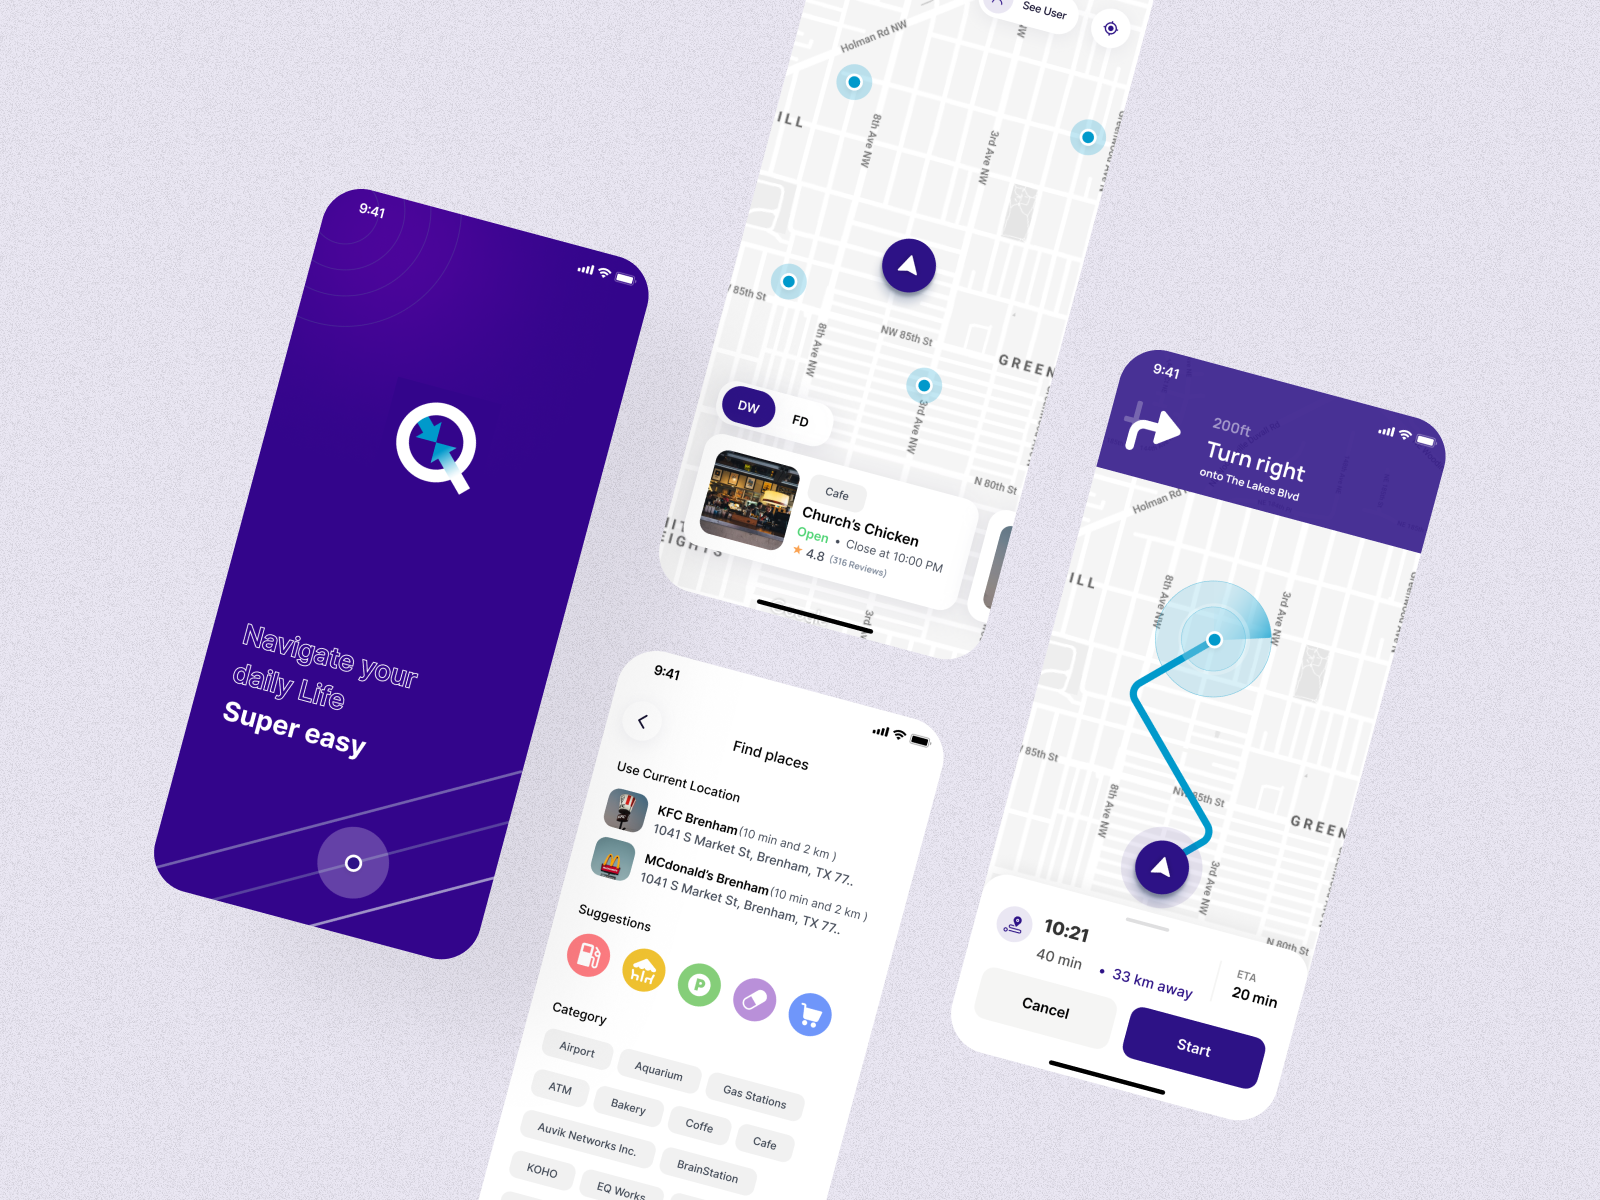 9:41
Navigate your
daily Life
Super easy
See User
Holman Rd NW
NW
ILL
8th Ave NW
3rd Ave NW
85th St
8th Ave NW
NW 85th St
GREEN
3rd Ave NW
N 80th St
DW
FD
Cafe
Church's Chicken
Open • Close at 10:00 PM
4.8 (316 Reviews)
3rd
9:41
Find places
Use Current Location
KFC Brenham (10 min and 2 km )
1041 S Market St, Brenham, TX 77..
MCdonald's Brenham (10 min and 2 km )
1041 S Market St, Brenham, TX 77..
Suggestions
P
Category
Airport
Aquarium
Gas Stations
ATM
Bakery
Coffe
Cafe
Auvik Networks Inc.
BrainStation
KOHO
EQ Works
9:41
200ft
Turn right
onto The Lakes Blvd
Holman Rd
ILL
8th Ave NW
3rd Ave NW
85th St
8th Ave NW
NW 85th St
GREEN
3rd Ave NW
N 80th St
10:21
40 min • 33 km away
ETA
20 min
Cancel
Start